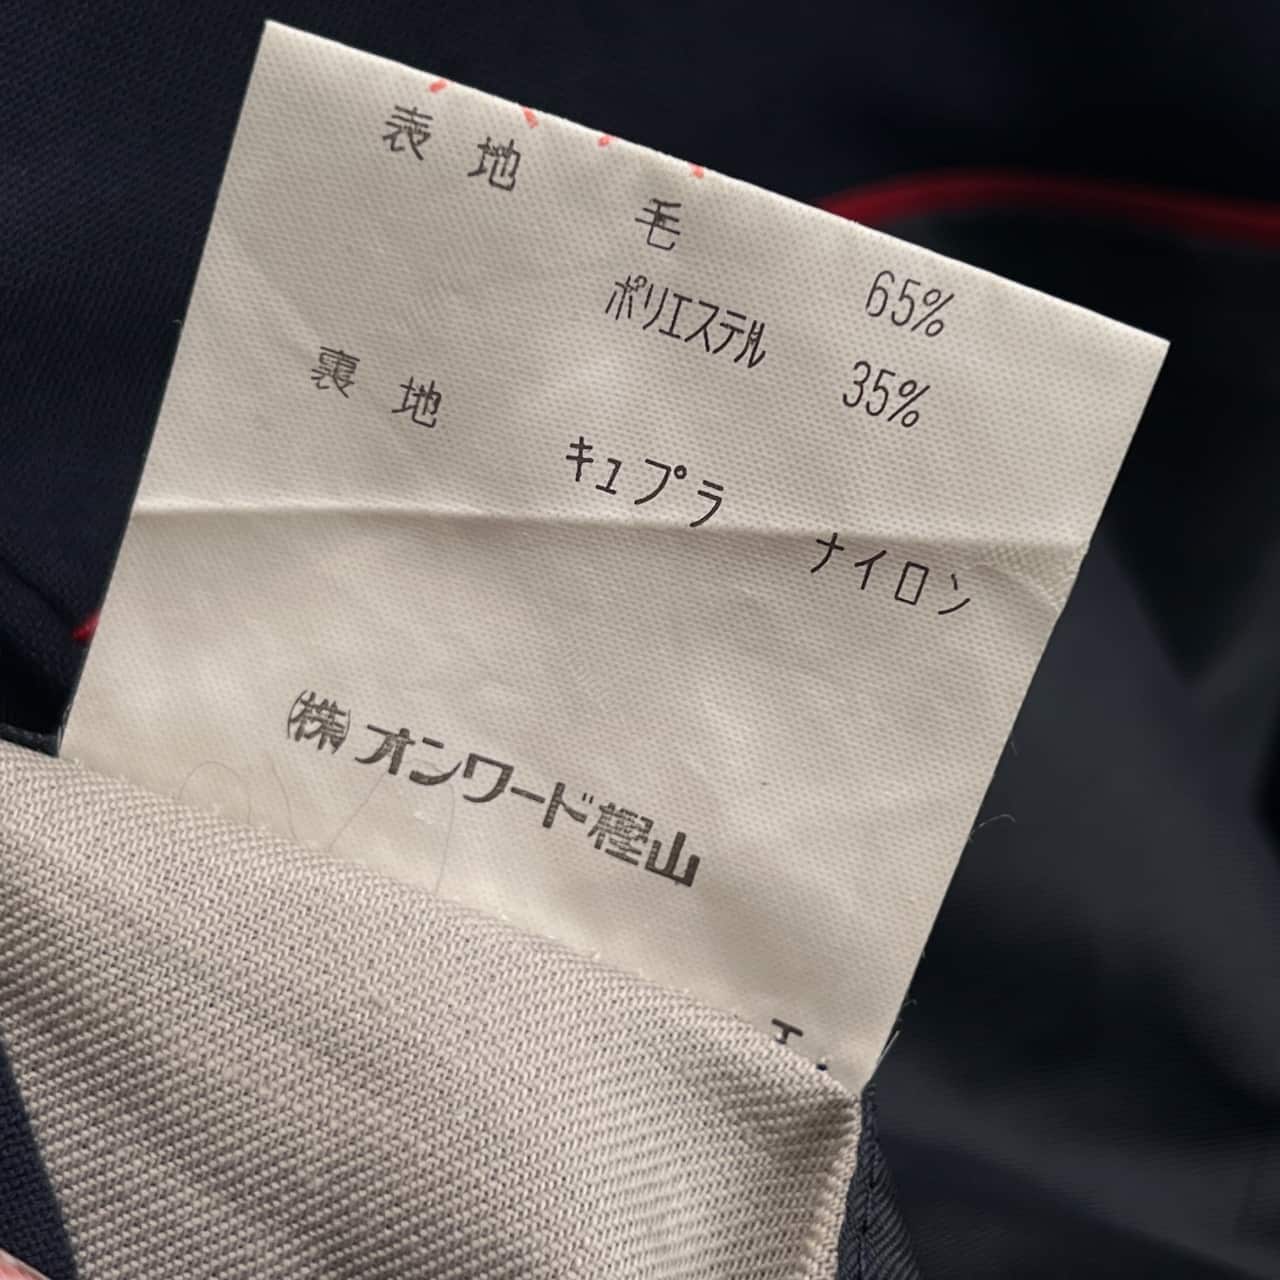 表地 毛 65%
ポリエステル 35%
裏地 キュプラ ナイロン
㈱オンワード樫山